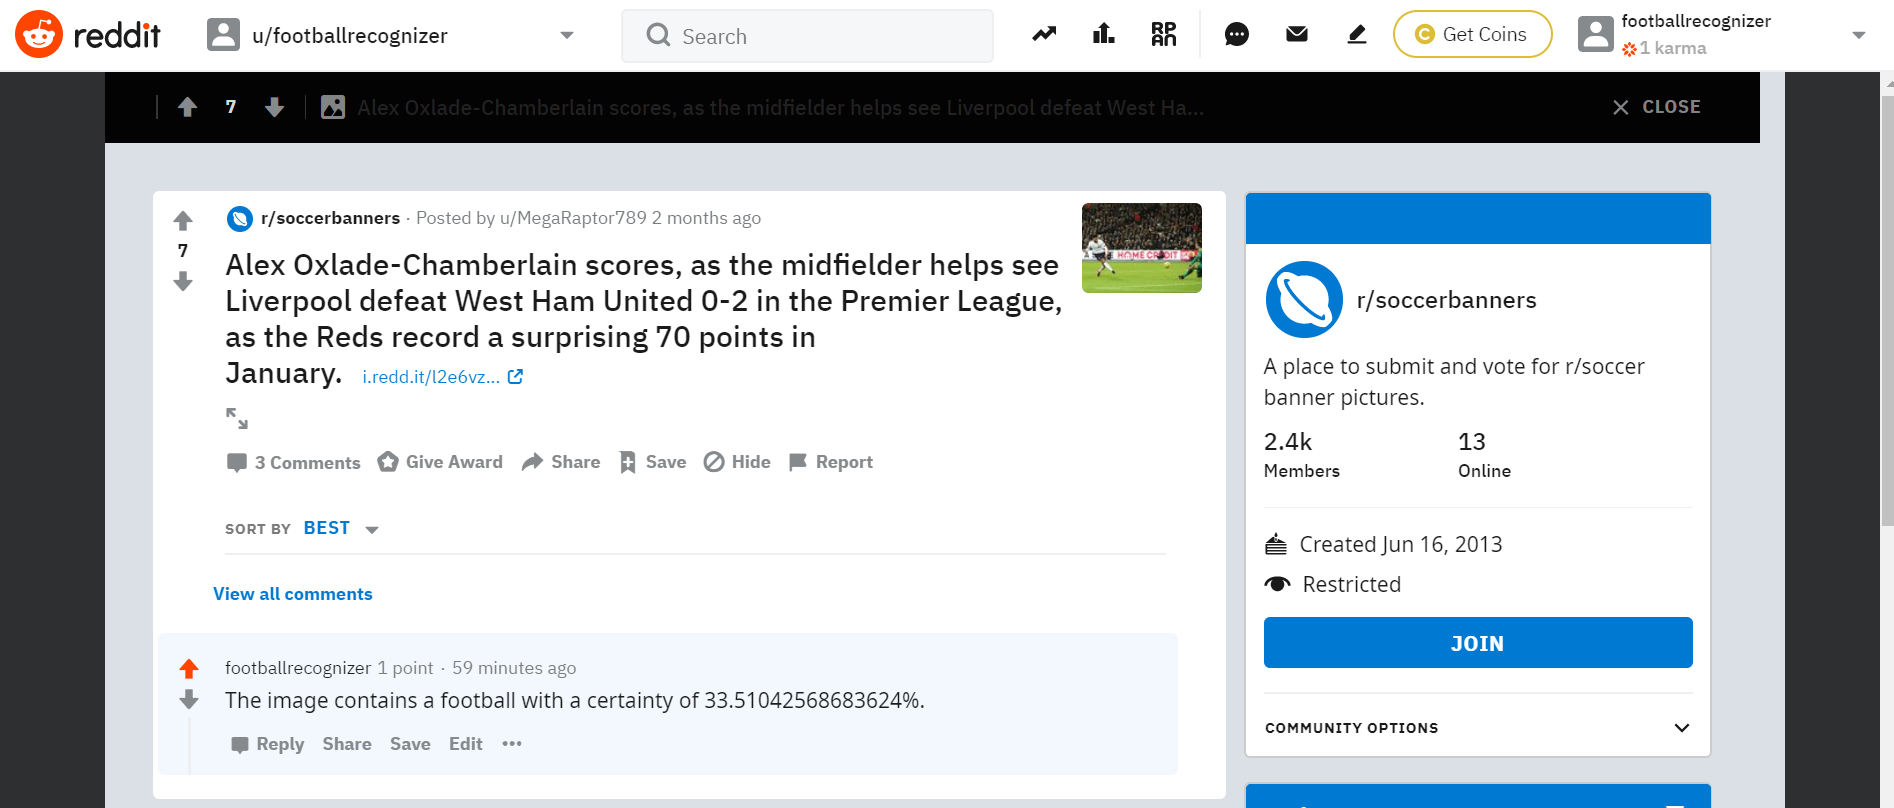 reddit
u/footballrecognizer
Search
RPAN
Get Coins
footballrecognizer
1 karma
7
Alex Oxlade-Chamberlain scores, as the midfielder helps see Liverpool defeat West Ha...
CLOSE
r/soccerbanners · Posted by u/MegaRaptor789 2 months ago
7
Alex Oxlade-Chamberlain scores, as the midfielder helps see
Liverpool defeat West Ham United 0-2 in the Premier League,
as the Reds record a surprising 70 points in
January. i.redd.it/l2e6vz...
HOME CREDIT
3 Comments Give Award Share Save Hide Report
SORT BY BEST
View all comments
footballrecognizer 1 point · 59 minutes ago
The image contains a football with a certainty of 33.51042568683624%.
Reply Share Save Edit ...
r/soccerbanners
A place to submit and vote for r/soccer
banner pictures.
2.4k 13
Members Online
Created Jun 16, 2013
Restricted
JOIN
COMMUNITY OPTIONS